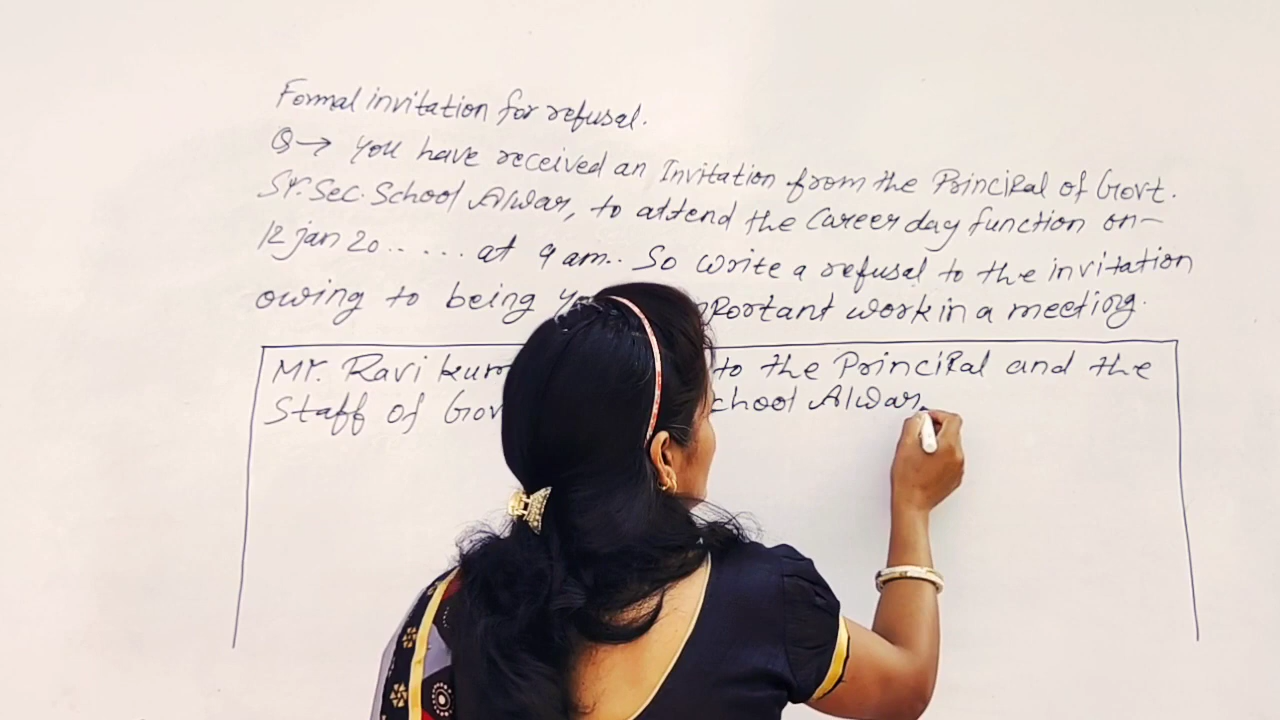 Formal invitation for refusal.
Q→ You have received an Invitation from the Principal of Govt.
Sr. Sec. School Alwar, to attend the Career day function on-
12 jan 20..... at 9 am.. So write a refusal to the invitation
owing to being work in a meeting.
Mr. Ravi to the Principal and the
Staff of Alwar.